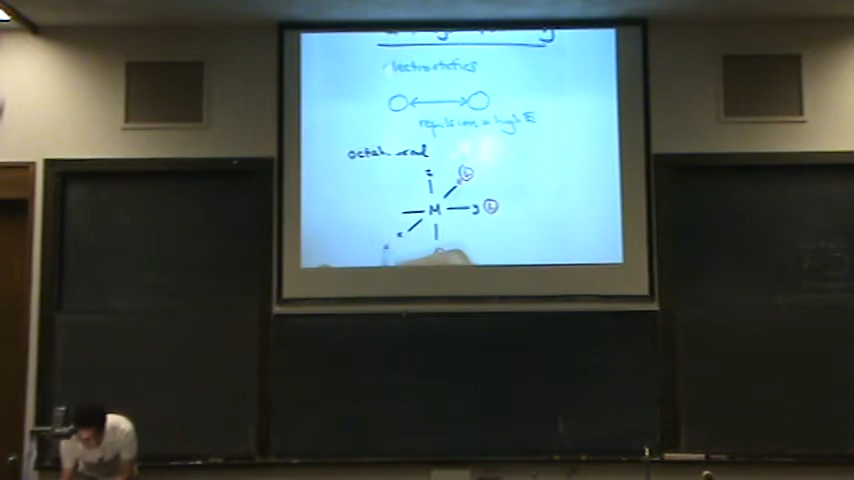 electrostatics
repulsion = high E
octahedral
z L
M y L
x